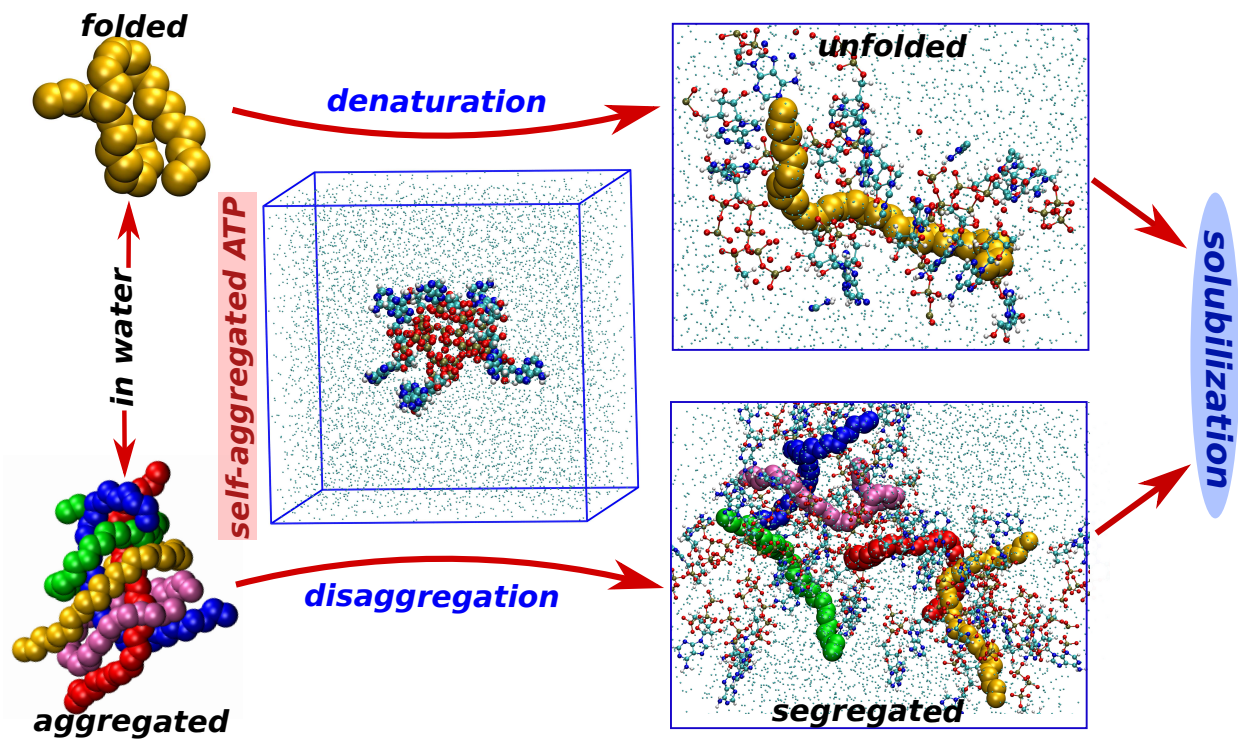 folded
unfolded
denaturation
self-aggregated ATP
in water
solubilization
disaggregation
aggregated
segregated